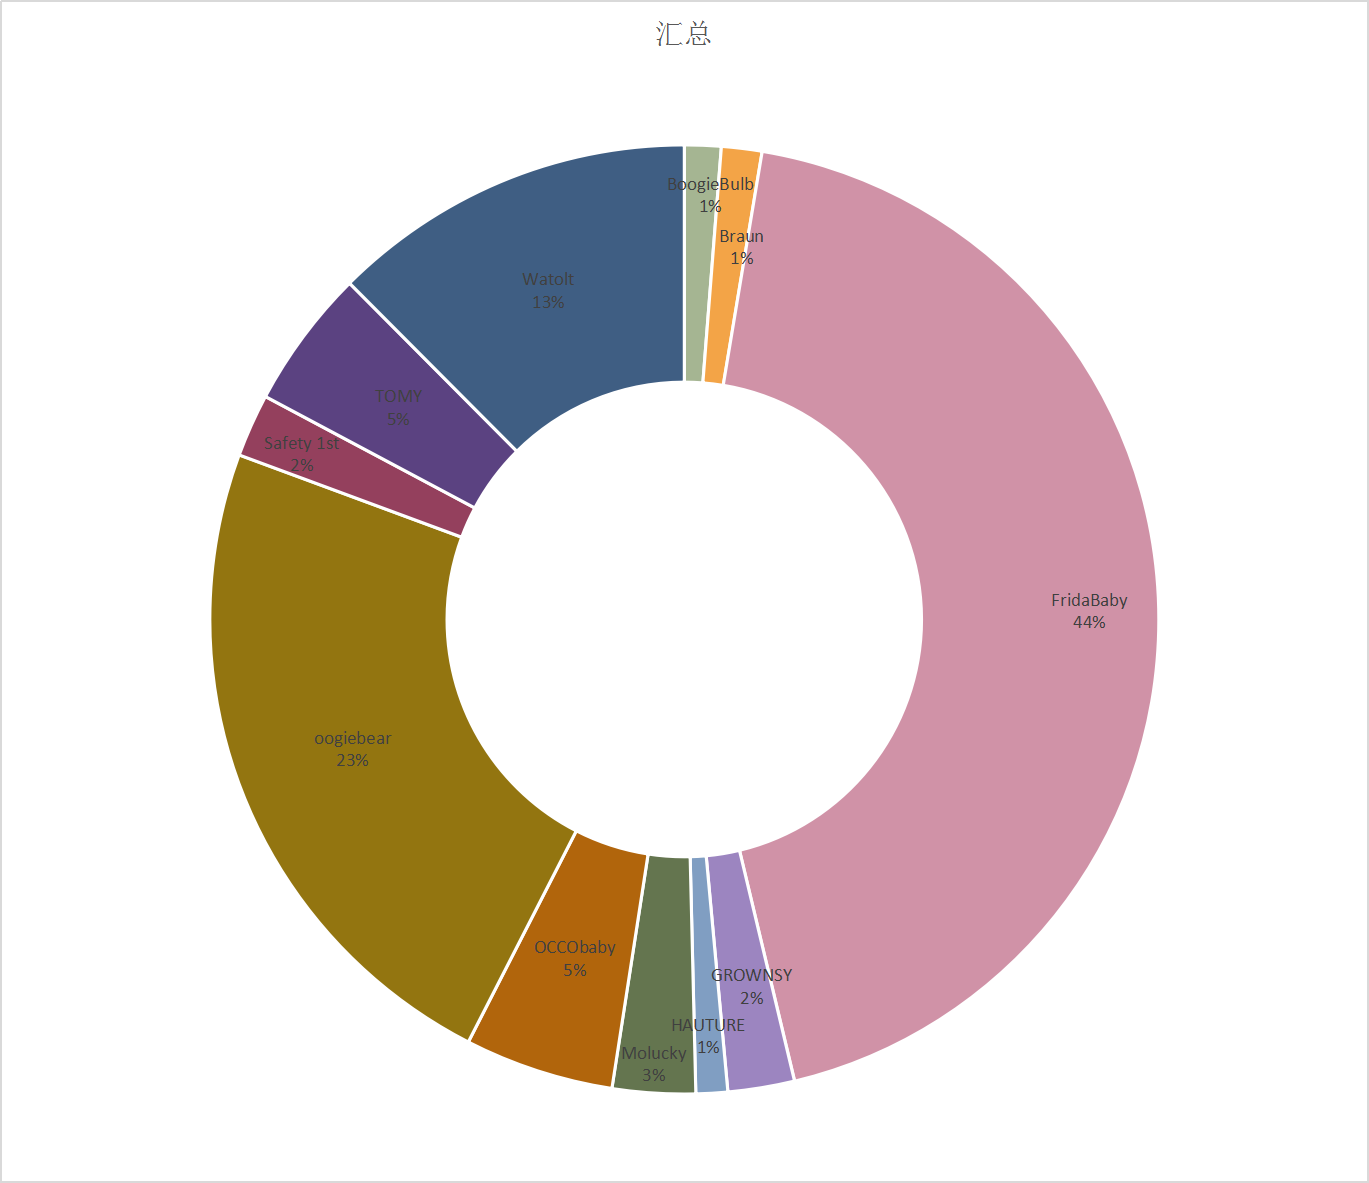 汇总
BoogieBulb
1%
Braun
1%
FridaBaby
44%
GROWNSY
2%
HAUTURE
1%
Molucky
3%
OCCObaby
5%
oogiebear
23%
Safety 1st
2%
TOMY
5%
Watolt
13%